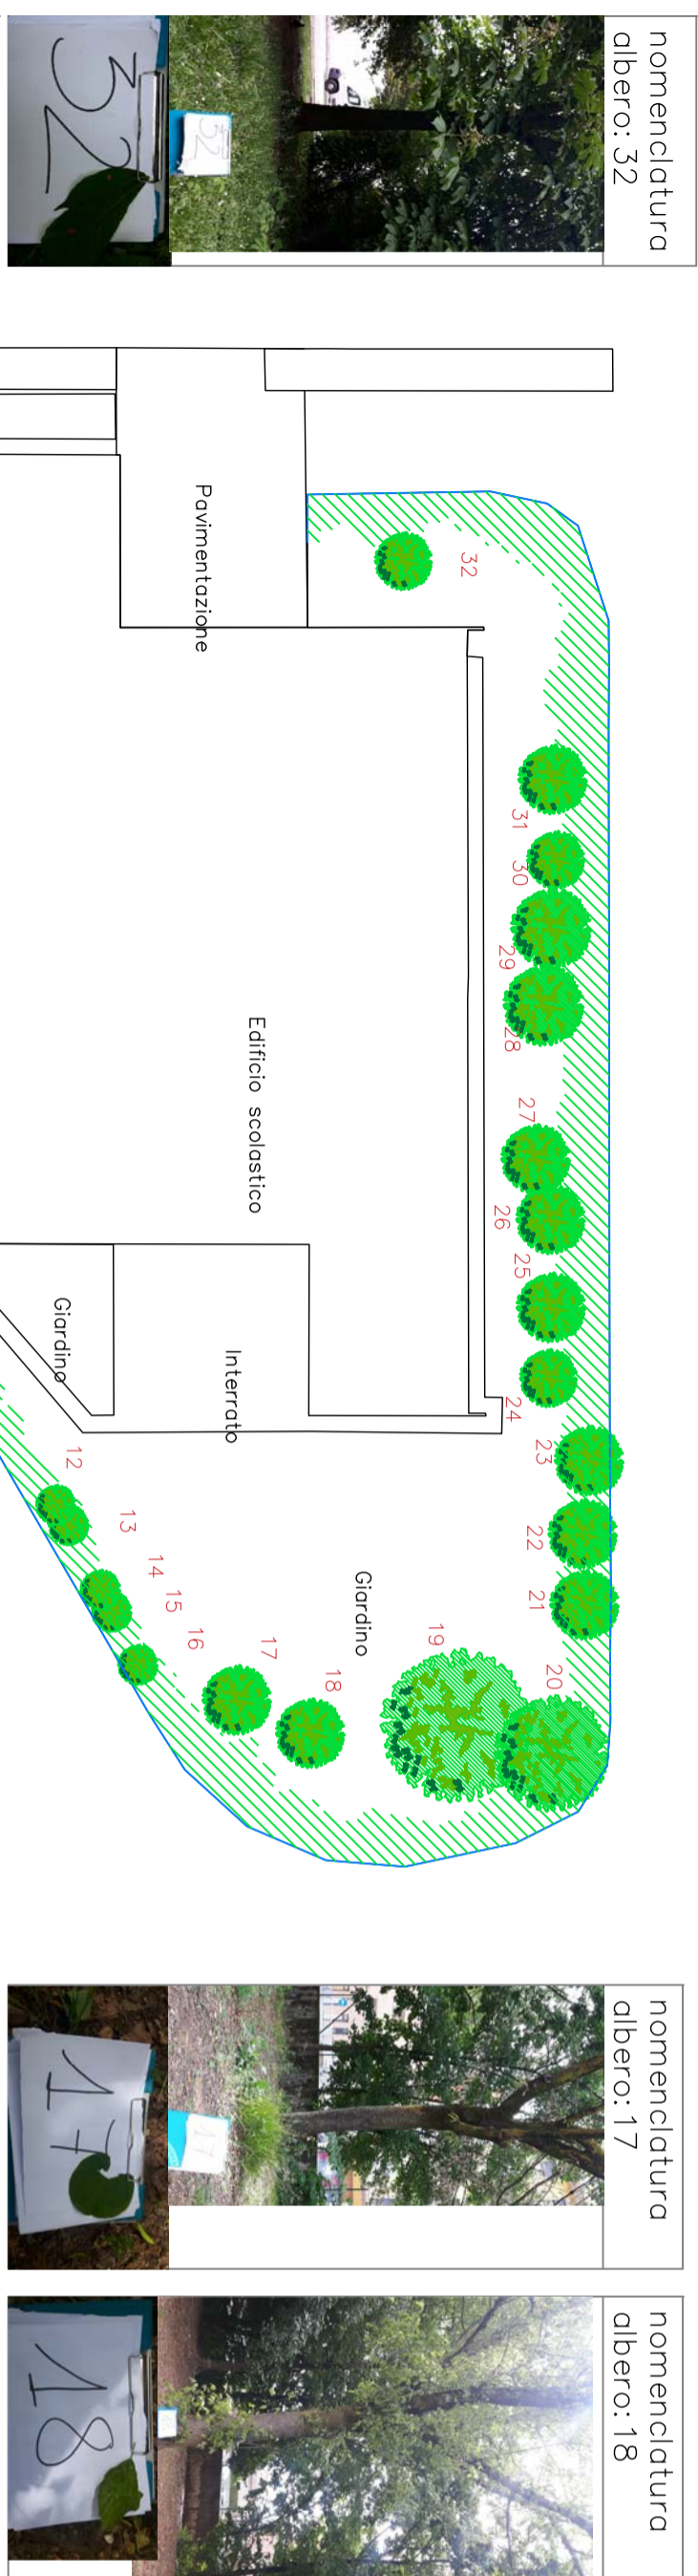 nomenclatura
albero: 32
32
32
Pavimentazione
32
31
30
29
28
Edificio scolastico
27
26
25
24
23
22
21
20
19
Giardino
Interrato
Giardino
12
13
14
15
16
17
18
nomenclatura
albero: 17
17
17
nomenclatura
albero: 18
18